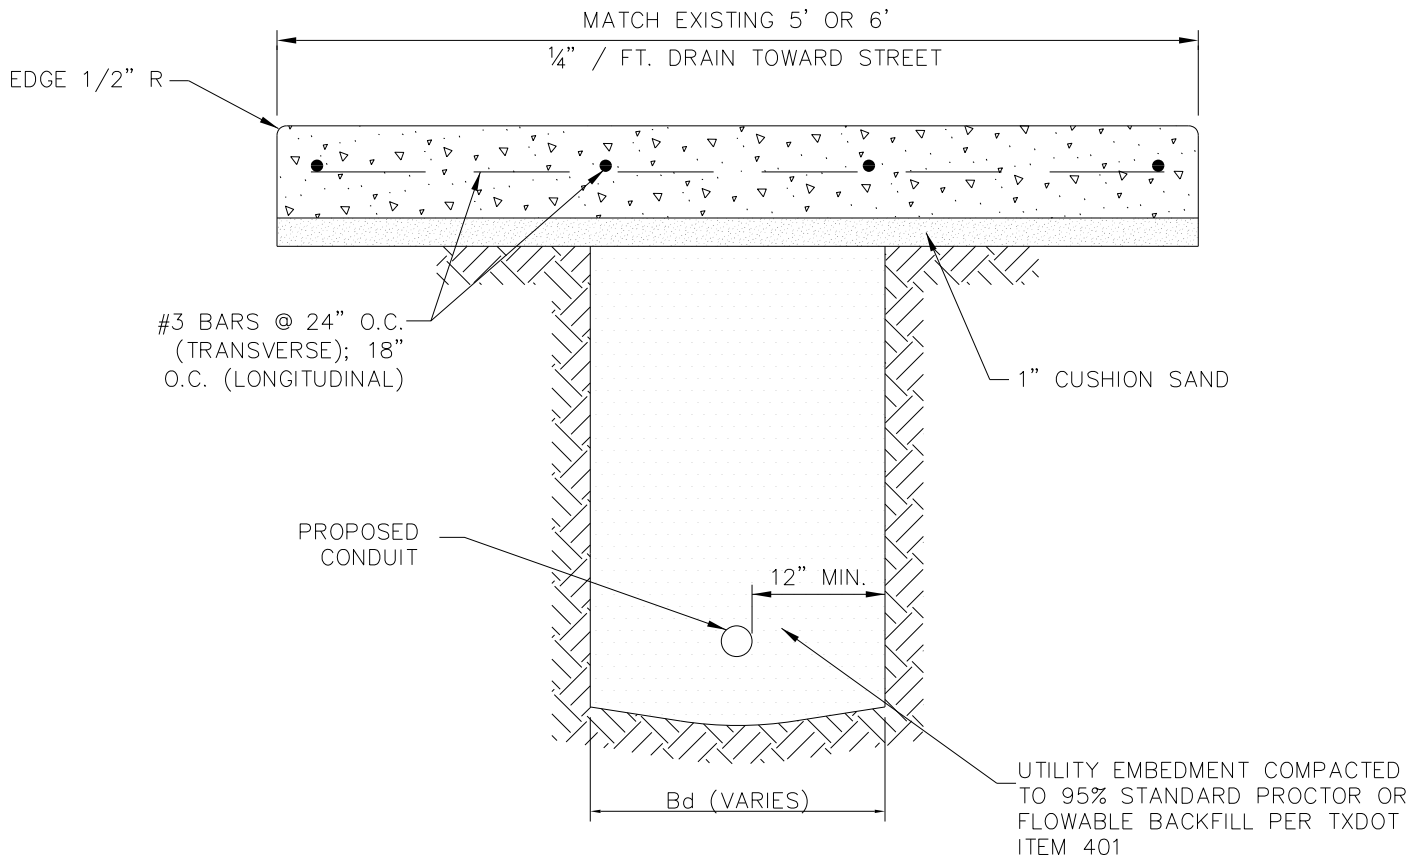 MATCH EXISTING 5' OR 6'
¼" / FT. DRAIN TOWARD STREET
EDGE 1/2" R
#3 BARS @ 24" O.C.
(TRANSVERSE); 18"
O.C. (LONGITUDINAL)
1" CUSHION SAND
PROPOSED
CONDUIT
12" MIN.
UTILITY EMBEDMENT COMPACTED
TO 95% STANDARD PROCTOR OR
FLOWABLE BACKFILL PER TXDOT
ITEM 401
Bd (VARIES)